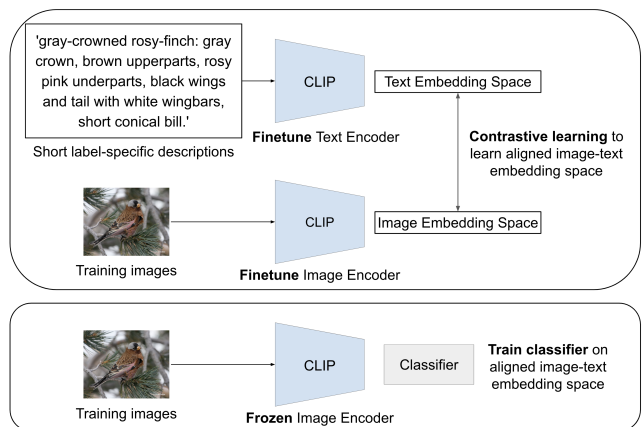 'gray-crowned rosy-finch: gray
crown, brown upperparts, rosy
pink underparts, black wings
and tail with white wingbars,
short conical bill.'
Short label-specific descriptions
CLIP
Finetune Text Encoder
Text Embedding Space
Contrastive learning to
learn aligned image-text
embedding space
Training images
CLIP
Finetune Image Encoder
Image Embedding Space
Training images
CLIP
Frozen Image Encoder
Classifier
Train classifier on
aligned image-text
embedding space